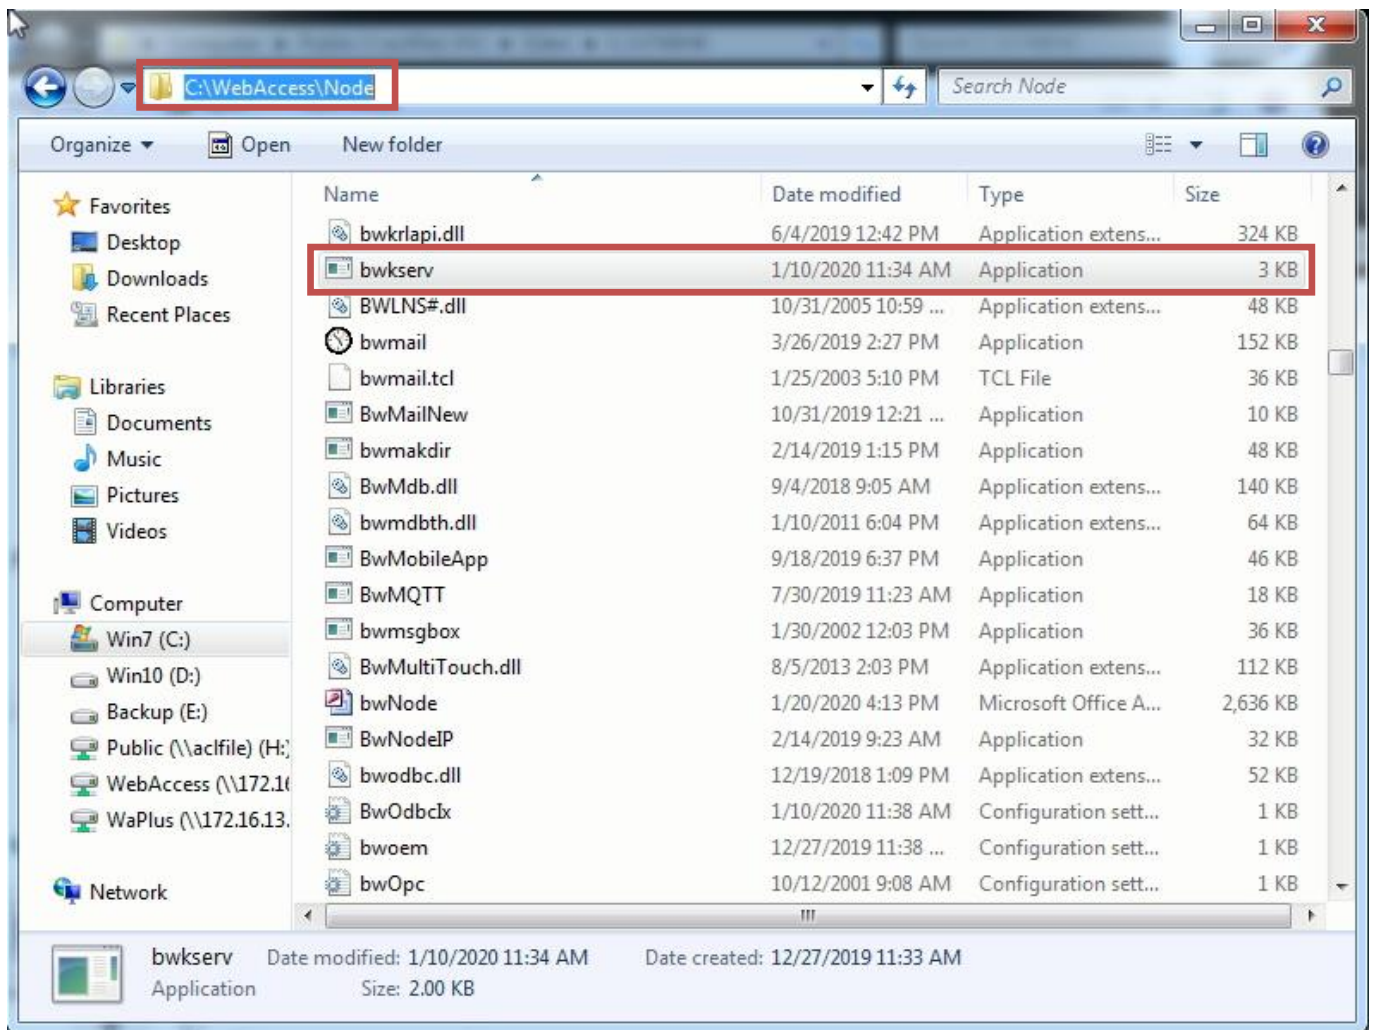 C:\WebAccess\Node
Search Node
Organize Open New folder
Favorites
Desktop
Downloads
Recent Places
Libraries
Documents
Music
Pictures
Videos
Computer
Win7 (C:)
Win10 (D:)
Backup (E:)
Public (\\aclfile) (H:)
WebAccess (\\172.16
WaPlus (\\172.16.13.
Network
Name Date modified Type Size
bwkrlapi.dll 6/4/2019 12:42 PM Application extens... 324 KB
bwkserv 1/10/2020 11:34 AM Application 3 KB
BWLNS#.dll 10/31/2005 10:59 ... Application extens... 48 KB
bwmail 3/26/2019 2:27 PM Application 152 KB
bwmail.tcl 1/25/2003 5:10 PM TCL File 36 KB
BwMailNew 10/31/2019 12:21 ... Application 10 KB
bwmakdir 2/14/2019 1:15 PM Application 48 KB
BwMdb.dll 9/4/2018 9:05 AM Application extens... 140 KB
bwmdbth.dll 1/10/2011 6:04 PM Application extens... 64 KB
BwMobileApp 9/18/2019 6:37 PM Application 46 KB
BwMQTT 7/30/2019 11:23 AM Application 18 KB
bwmsgbox 1/30/2002 12:03 PM Application 36 KB
BwMultiTouch.dll 8/5/2013 2:03 PM Application extens... 112 KB
bwNode 1/20/2020 4:13 PM Microsoft Office A... 2,636 KB
BwNodeIP 2/14/2019 9:23 AM Application 32 KB
bwodbc.dll 12/19/2018 1:09 PM Application extens... 52 KB
BwOdbcIx 1/10/2020 11:38 AM Configuration sett... 1 KB
bwoem 12/27/2019 11:38 ... Configuration sett... 1 KB
bwOpc 10/12/2001 9:08 AM Configuration sett... 1 KB
bwkserv Date modified: 1/10/2020 11:34 AM Date created: 12/27/2019 11:33 AM
Application Size: 2.00 KB